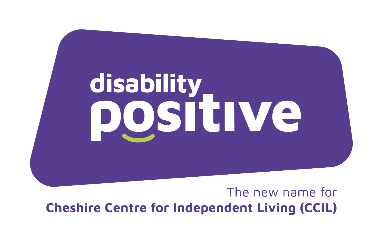 disability
positive
The new name for
Cheshire Centre for Independent Living (CCIL)